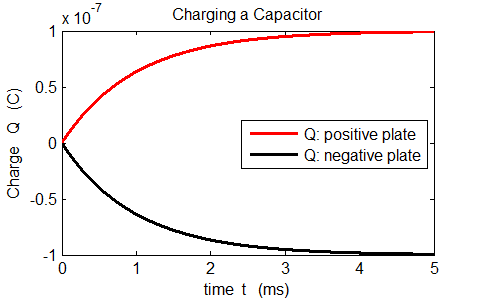 Charging a Capacitor
x 10^-7
1
0.5
0
-0.5
-1
Charge Q (C)
Q: positive plate
Q: negative plate
0 1 2 3 4 5
time t (ms)